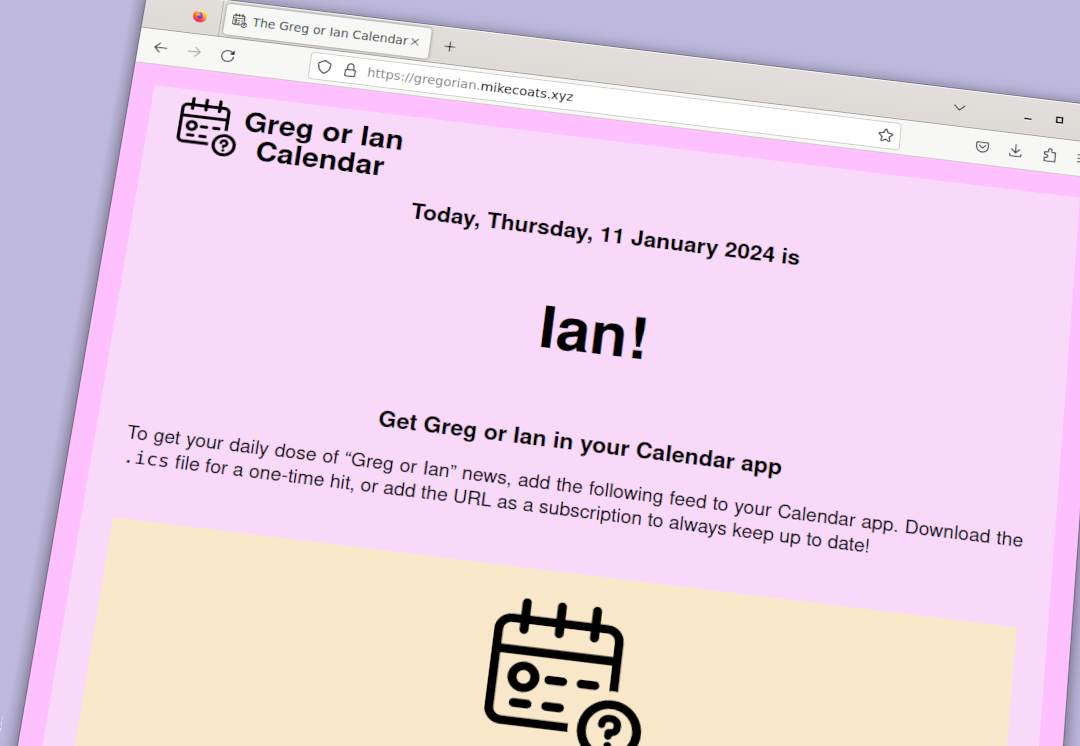 The Greg or Ian Calendar
https://gregorian.mikecoats.xyz
Greg or Ian
Calendar
Today, Thursday, 11 January 2024 is
Ian!
Get Greg or Ian in your Calendar app
To get your daily dose of “Greg or Ian” news, add the following feed to your Calendar app. Download the
.ics file for a one-time hit, or add the URL as a subscription to always keep up to date!
?